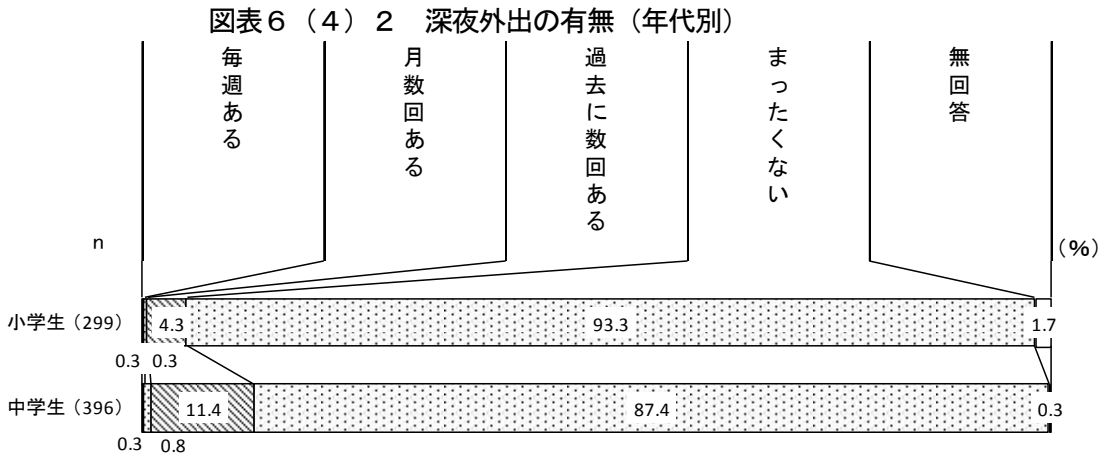 図表６（４）２　深夜外出の有無（年代別）
毎週ある
月数回ある
過去に数回ある
まったくない
無回答
n
(％)
小学生（299）
4.3
93.3
1.7
0.3
0.3
中学生（396）
11.4
87.4
0.3
0.3
0.8